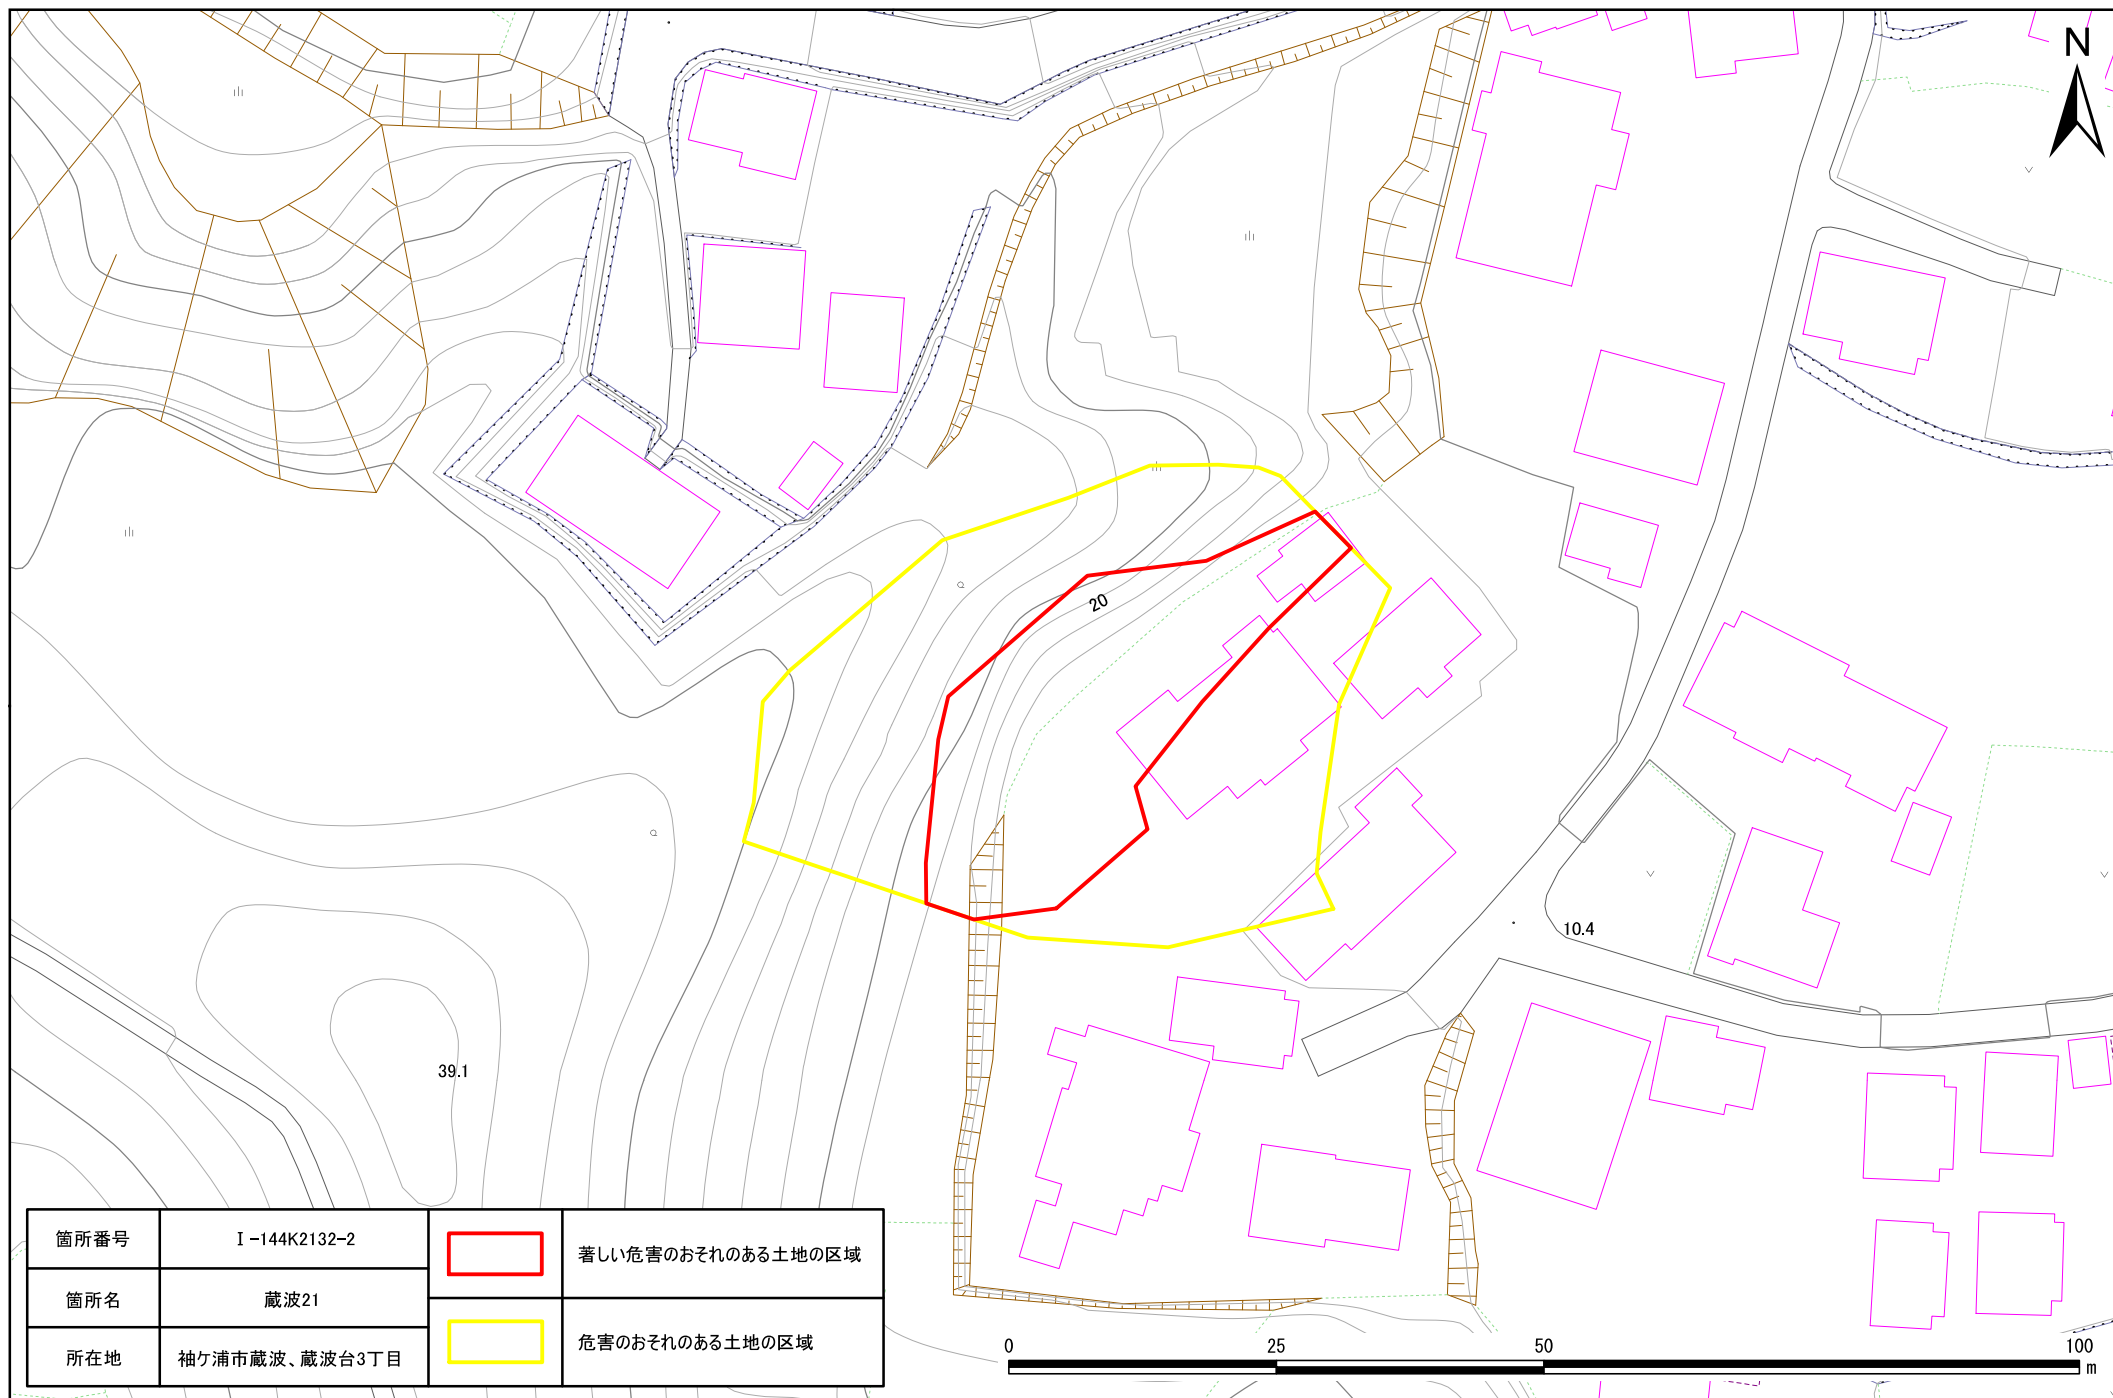 N
20
10.4
39.1
箇所番号 Ⅰ-144K2132-2
箇所名 蔵波21
所在地 袖ケ浦市蔵波、蔵波台3丁目
著しい危害のおそれのある土地の区域
危害のおそれのある土地の区域
0 25 50 100
m